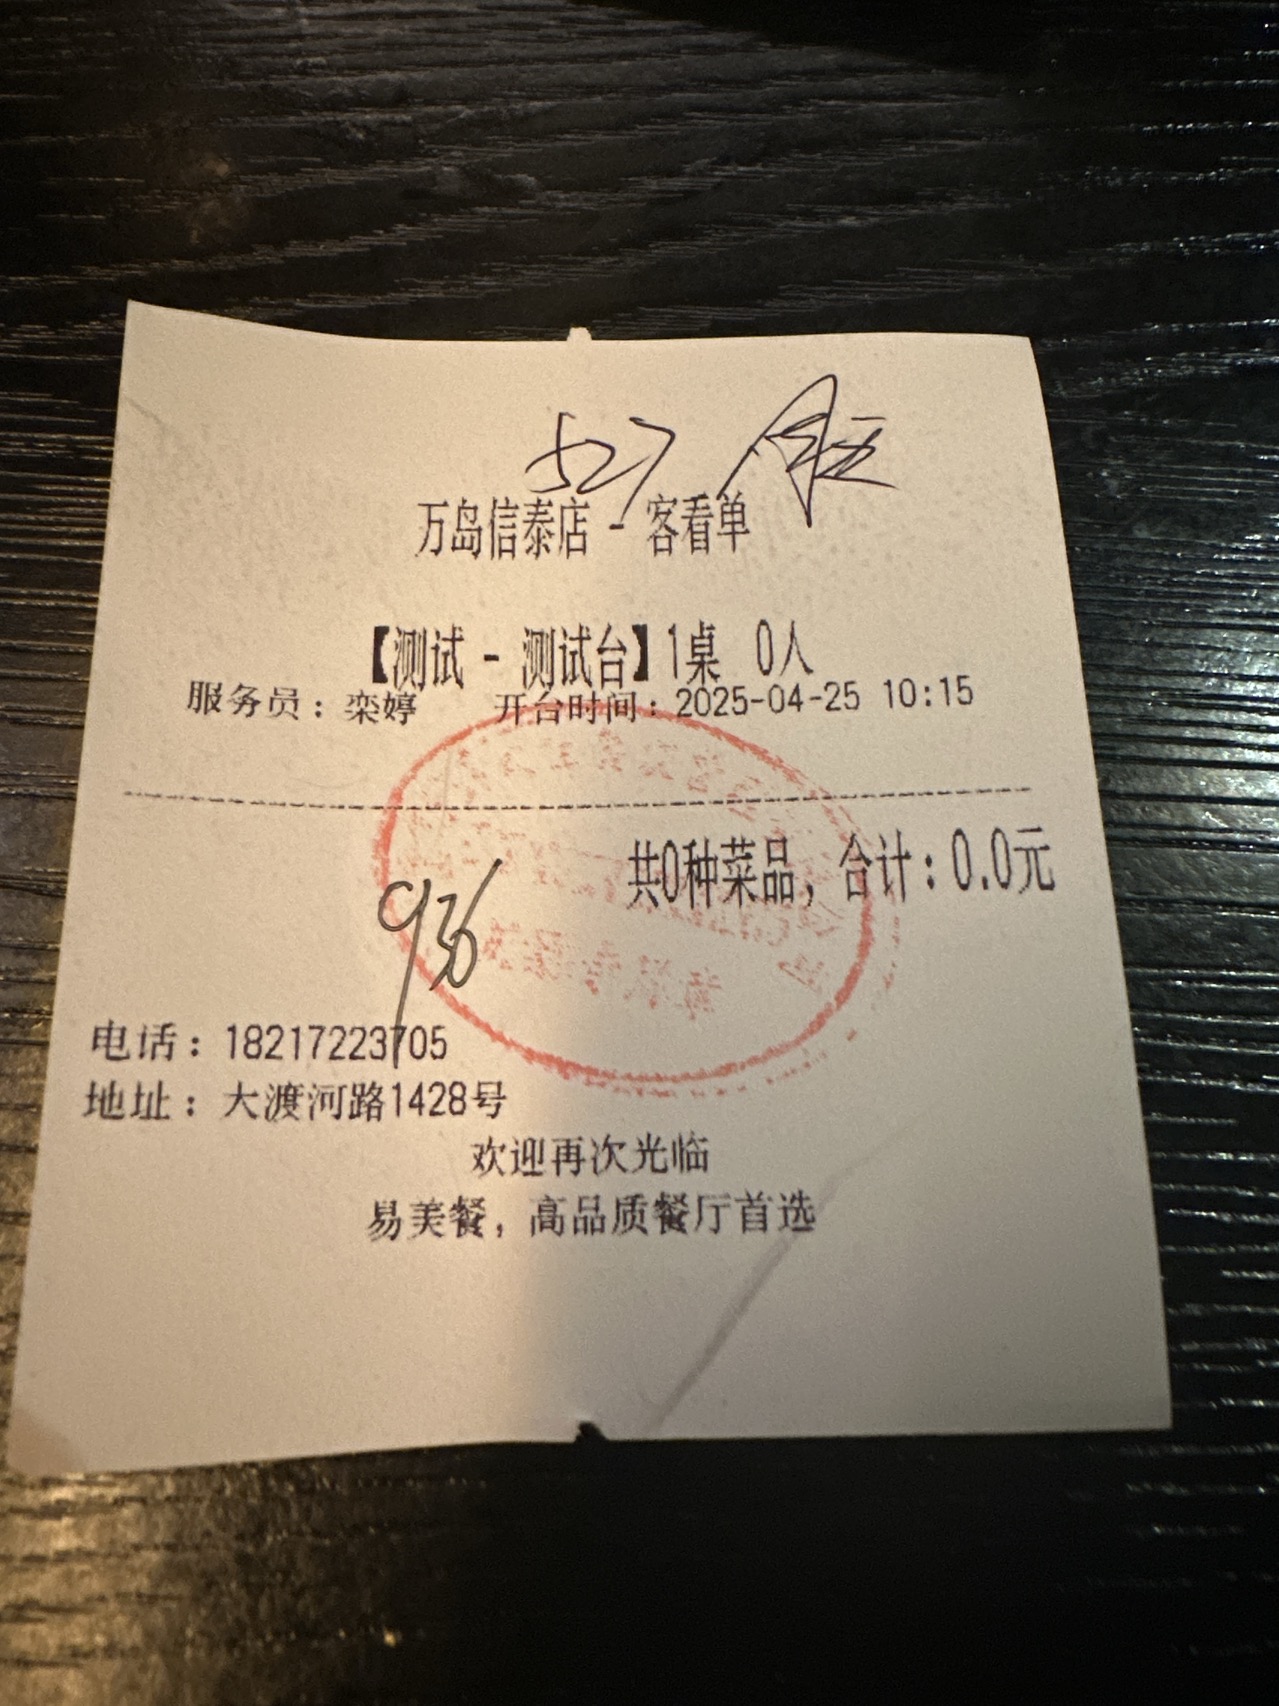 527
万岛信泰店 - 客看单
【测试 - 测试台】1桌 0人
服务员：栾婷 开台时间：2025-04-25 10:15
共0种菜品，合计：0.0元
936
电话：18217223705
地址：大渡河路1428号
欢迎再次光临
易美餐，高品质餐厅首选